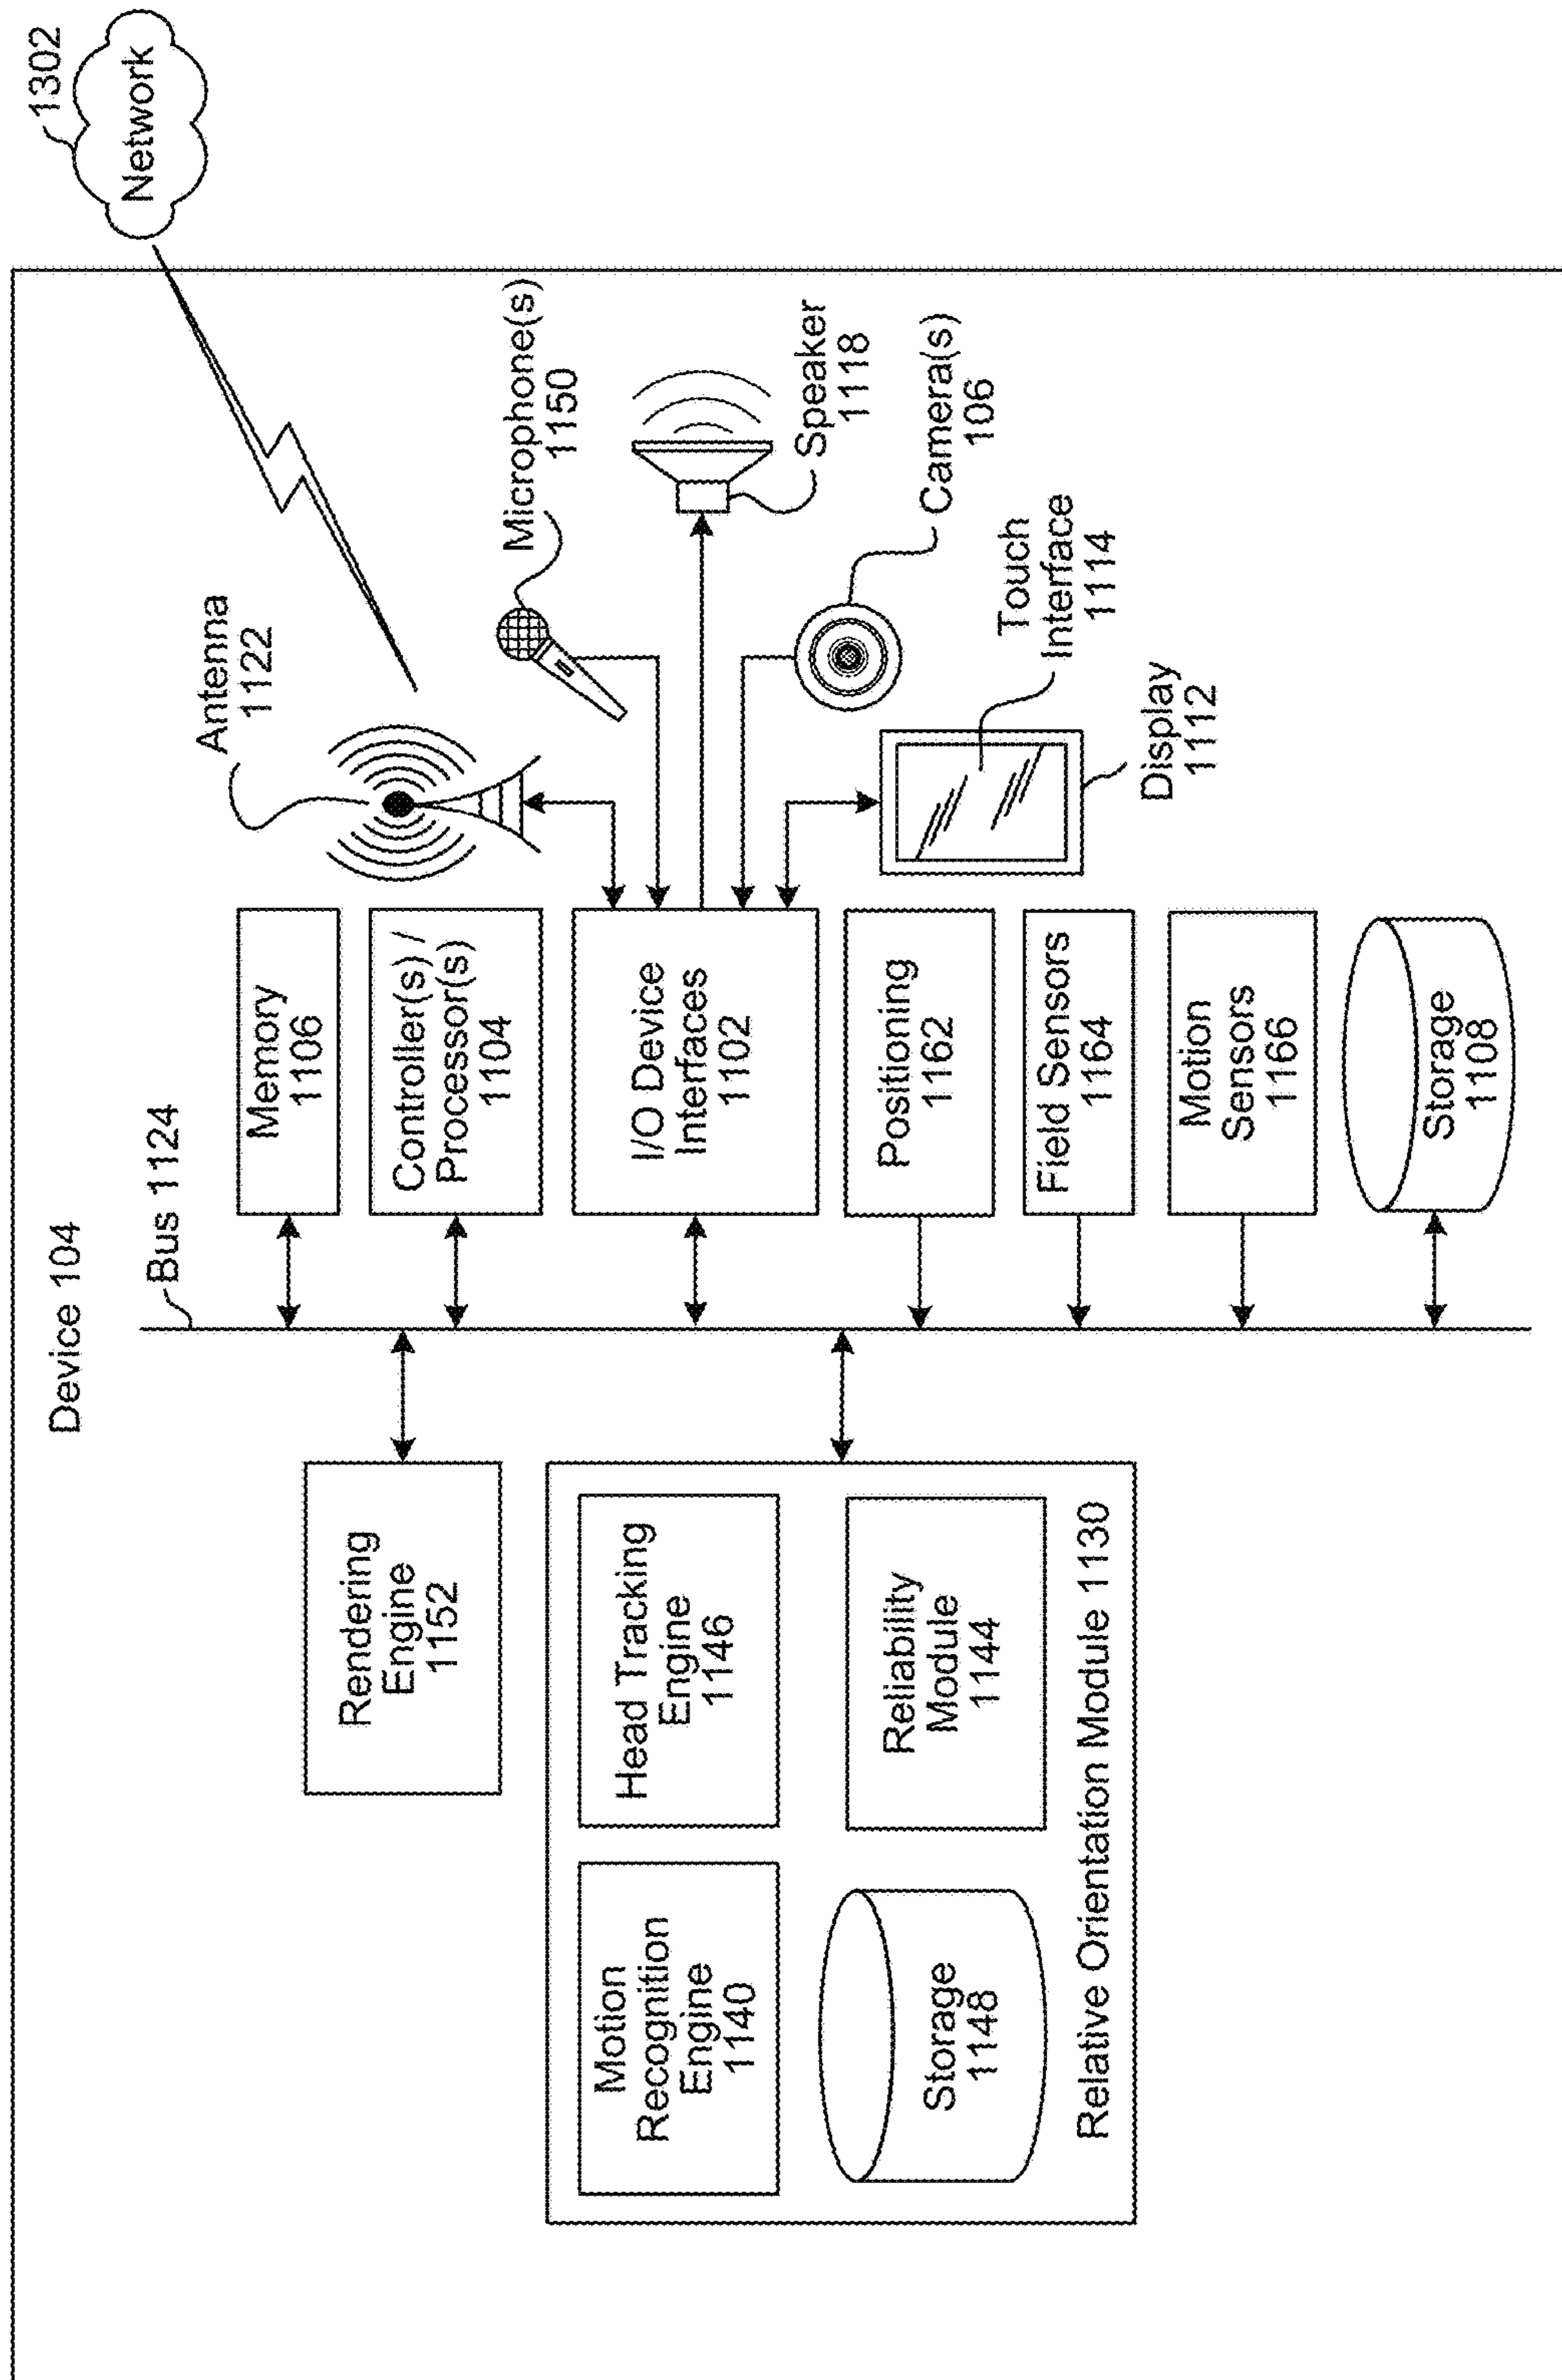 Device 104
Bus 1124
Network
1302
Rendering
Engine
1152
Motion
Recognition
Engine
1140
Head Tracking
Engine
1146
Storage
1148
Reliability
Module
1144
Relative Orientation Module 1130
Memory
1106
Controller(s) /
Processor(s)
1104
I/O Device
Interfaces
1102
Positioning
1162
Field Sensors
1164
Motion
Sensors
1166
Storage
1108
Antenna
1122
Microphone(s)
1150
Speaker
1118
Camera(s)
106
Touch
Interface
1114
Display
1112